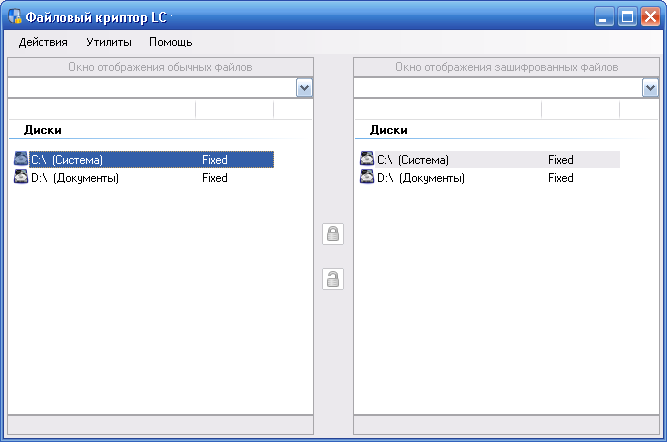 Файловый криптор LC
Действия Утилиты Помощь
Окно отображения обычных файлов
Диски
C:\ (Система) Fixed
D:\ (Документы) Fixed
Окно отображения зашифрованных файлов
Диски
C:\ (Система) Fixed
D:\ (Документы) Fixed